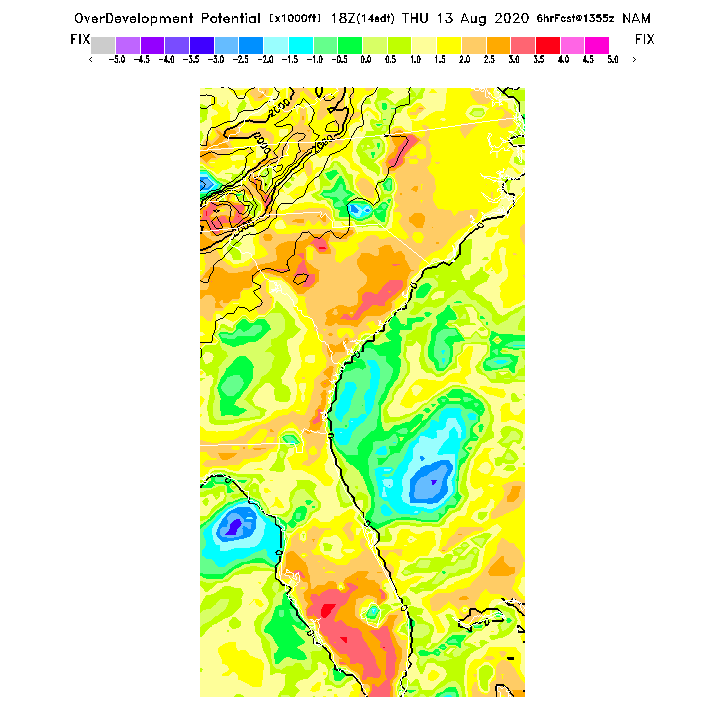 OverDevelopment Potential [x1000ft] 18Z(14edt) THU 13 Aug 2020 6hrFcst@1355z NAM
FIX FIX
< -5.0 -4.5 -4.0 -3.5 -3.0 -2.5 -2.0 -1.5 -1.0 -0.5 0.0 0.5 1.0 1.5 2.0 2.5 3.0 3.5 4.0 4.5 5.0 >
2000
2000